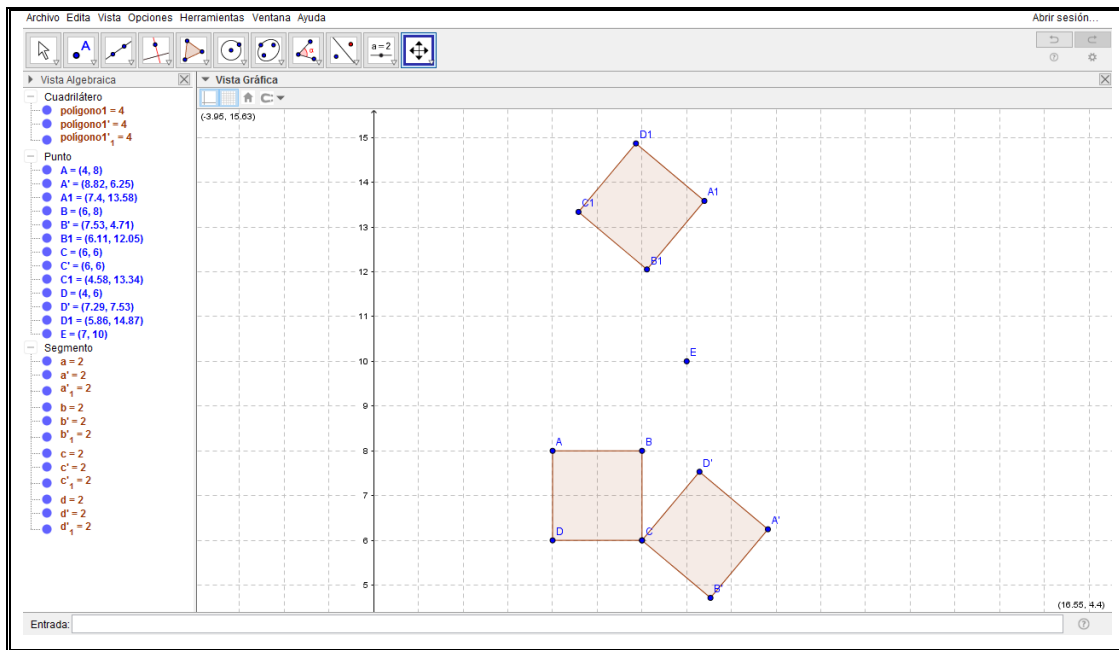 Archivo Edita Vista Opciones Herramientas Ventana Ayuda
Abrir sesión...
A
α
a = 2
Vista Algebraica
Vista Gráfica
Cuadrilátero
polígono1 = 4
polígono1' = 4
polígono1'₁ = 4
Punto
A = (4, 8)
A' = (8.82, 6.25)
A1 = (7.4, 13.58)
B = (6, 8)
B' = (7.53, 4.71)
B1 = (6.11, 12.05)
C = (6, 6)
C' = (6, 6)
C1 = (4.58, 13.34)
D = (4, 6)
D' = (7.29, 7.53)
D1 = (5.86, 14.87)
E = (7, 10)
Segmento
a = 2
a' = 2
a'₁ = 2
b = 2
b' = 2
b'₁ = 2
c = 2
c' = 2
c'₁ = 2
d = 2
d' = 2
d'₁ = 2
(-3.95, 15.63)
15
14
13
12
11
10
9
8
7
6
5
D1
A1
C1
B1
E
A
B
D'
D
C
A'
B'
(16.55, 4.4)
Entrada: